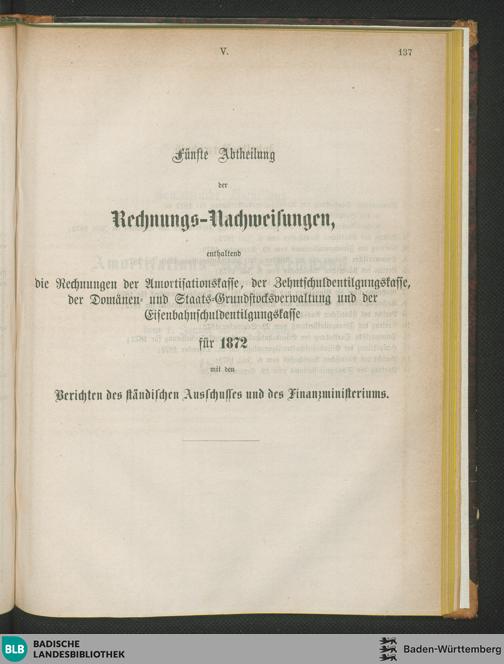 V.
137
Fünfte Abtheilung
der
Rechnungs-Nachweisungen,
enthaltend
die Rechnungen der Amortisationskasse, der Zehntschuldentilgungskasse,
der Domänen- und Staats-Grundstocksverwaltung und der
Eisenbahnschuldentilgungskasse
für 1872
mit den
Berichten des ständischen Ausschusses und des Finanzministeriums.
BLB
BADISCHE
LANDESBIBLIOTHEK
Baden-Württemberg